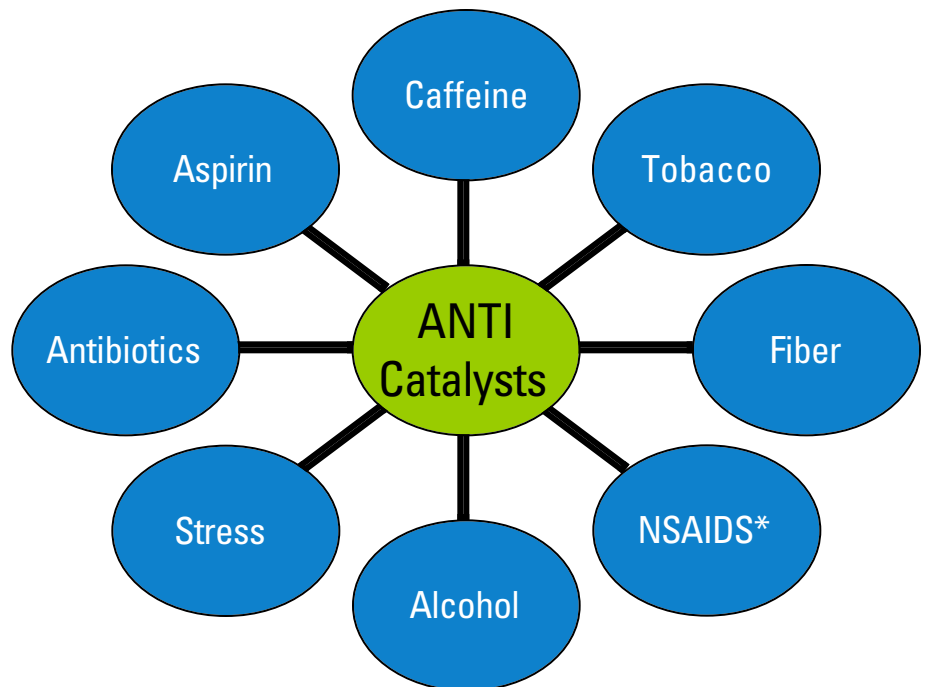 Caffeine
Aspirin
Tobacco
Antibiotics
ANTI
Catalysts
Fiber
Stress
NSAIDS*
Alcohol